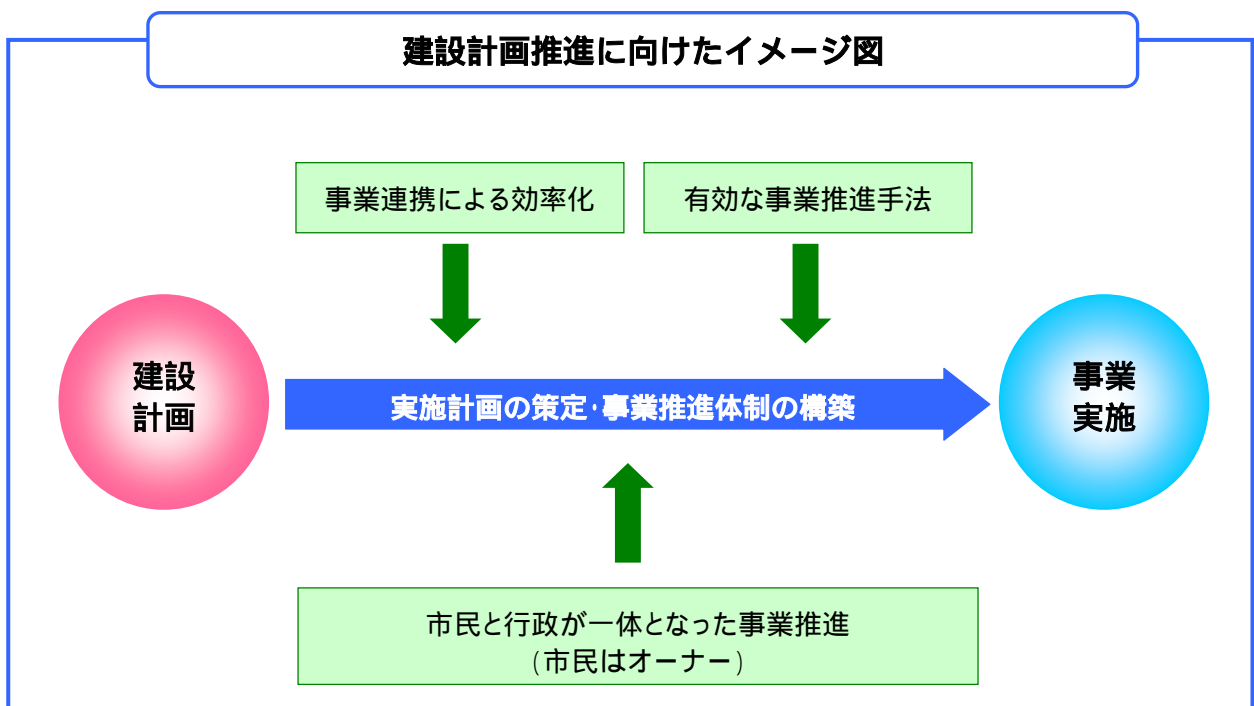 建設計画推進に向けたイメージ図
事業連携による効率化
有効な事業推進手法
建設
計画
実施計画の策定・事業推進体制の構築
事業
実施
市民と行政が一体となった事業推進
(市民はオーナー)